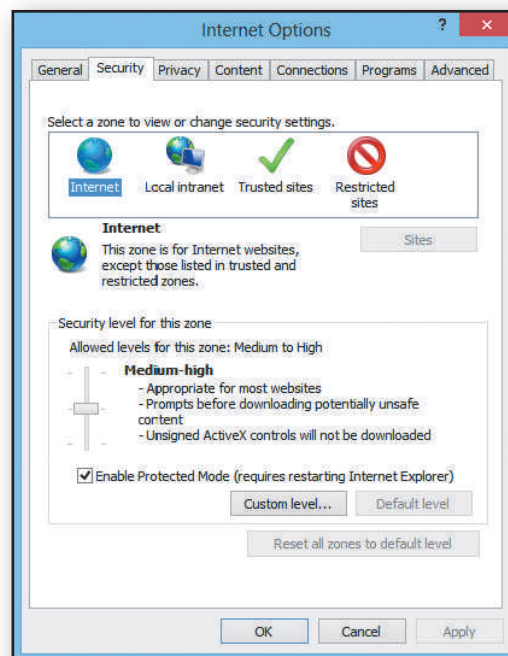 Internet Options
?
General Security Privacy Content Connections Programs Advanced
Select a zone to view or change security settings.
Internet Local intranet Trusted sites Restricted
sites
Internet
Sites
This zone is for Internet websites,
except those listed in trusted and
restricted zones.
Security level for this zone
Allowed levels for this zone: Medium to High
Medium-high
- Appropriate for most websites
- Prompts before downloading potentially unsafe
content
- Unsigned ActiveX controls will not be downloaded
Enable Protected Mode (requires restarting Internet Explorer)
Custom level... Default level
Reset all zones to default level
OK Cancel Apply